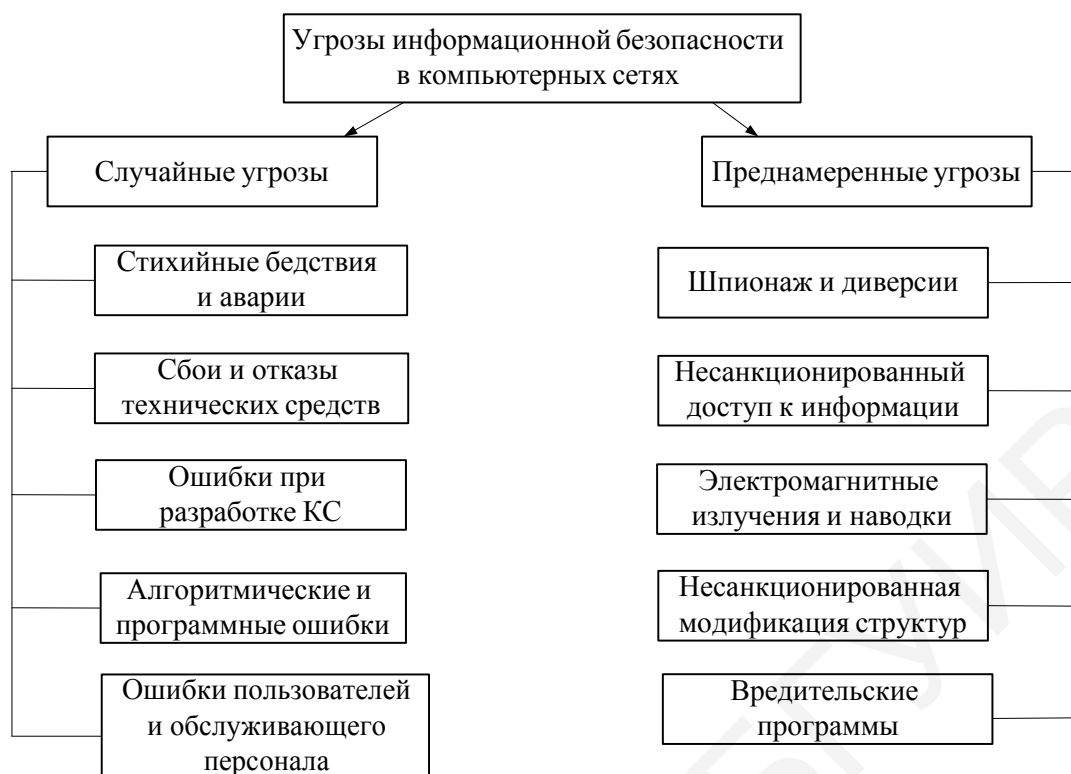 Угрозы информационной безопасности
в компьютерных сетях
Случайные угрозы
Стихийные бедствия
и аварии
Сбои и отказы
технических средств
Ошибки при
разработке КС
Алгоритмические и
программные ошибки
Ошибки пользователей
и обслуживающего
персонала
Преднамеренные угрозы
Шпионаж и диверсии
Несанкционированный
доступ к информации
Электромагнитные
излучения и наводки
Несанкционированная
модификация структур
Вредительские
программы
БГУИР